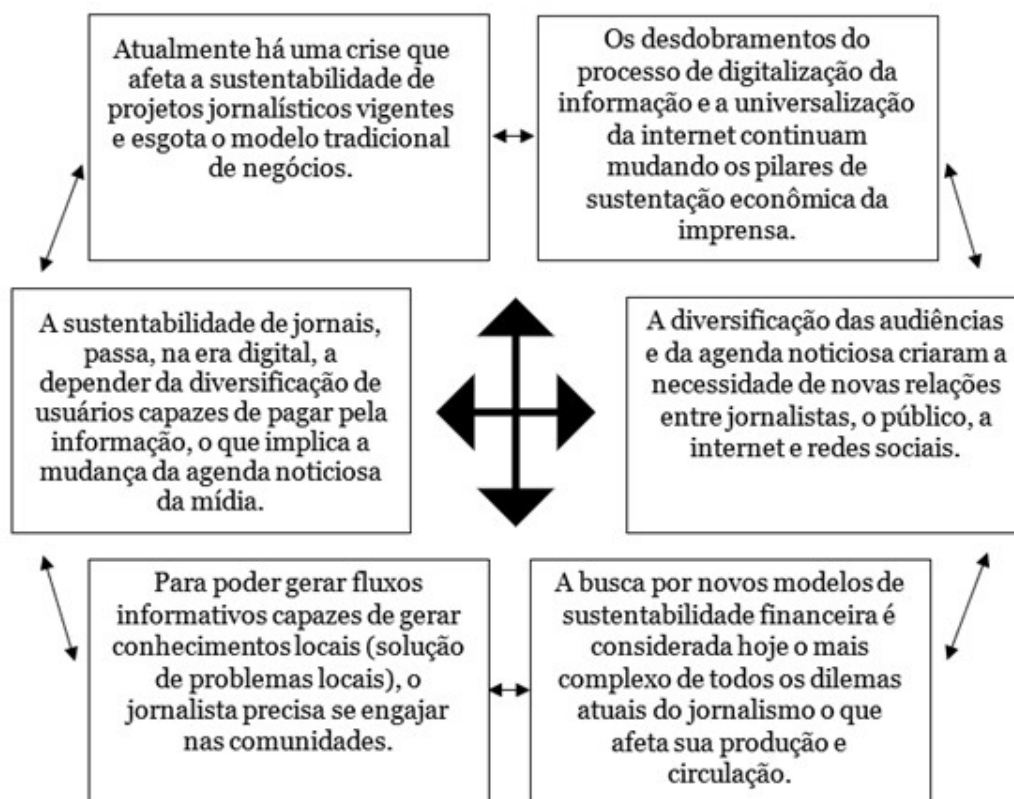 Atualmente há uma crise que
afeta a sustentabilidade de
projetos jornalísticos vigentes
e esgota o modelo tradicional
de negócios.
Os desdobramentos do
processo de digitalização da
informação e a universalização
da internet continuam
mudando os pilares de
sustentação econômica da
imprensa.
A sustentabilidade de jornais,
passa, na era digital, a
depender da diversificação de
usuários capazes de pagar pela
informação, o que implica a
mudança da agenda noticiosa
da mídia.
A diversificação das audiências
e da agenda noticiosa criaram a
necessidade de novas relações
entre jornalistas, o público, a
internet e redes sociais.
Para poder gerar fluxos
informativos capazes de gerar
conhecimentos locais (solução
de problemas locais), o
jornalista precisa se engajar
nas comunidades.
A busca por novos modelos de
sustentabilidade financeira é
considerada hoje o mais
complexo de todos os dilemas
atuais do jornalismo o que
afeta sua produção e
circulação.